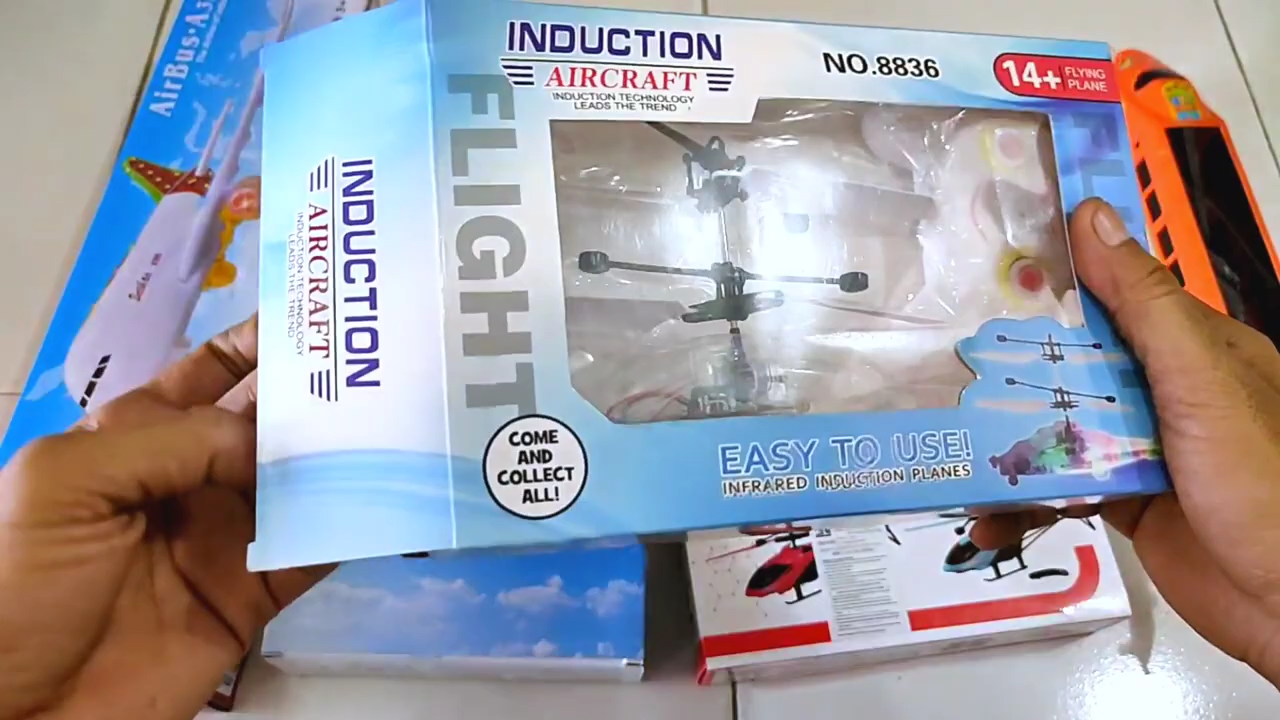 AIRBUS·A3
INDUCTION
AIRCRAFT
INDUCTION TECHNOLOGY
LEADS THE TREND
NO.8836
14+
FLYING
PLANE
FLIGHT
INDUCTION
AIRCRAFT
INDUCTION TECHNOLOGY
LEADS THE TREND
COME
AND
COLLECT
ALL!
EASY TO USE!
INFRARED INDUCTION PLANES